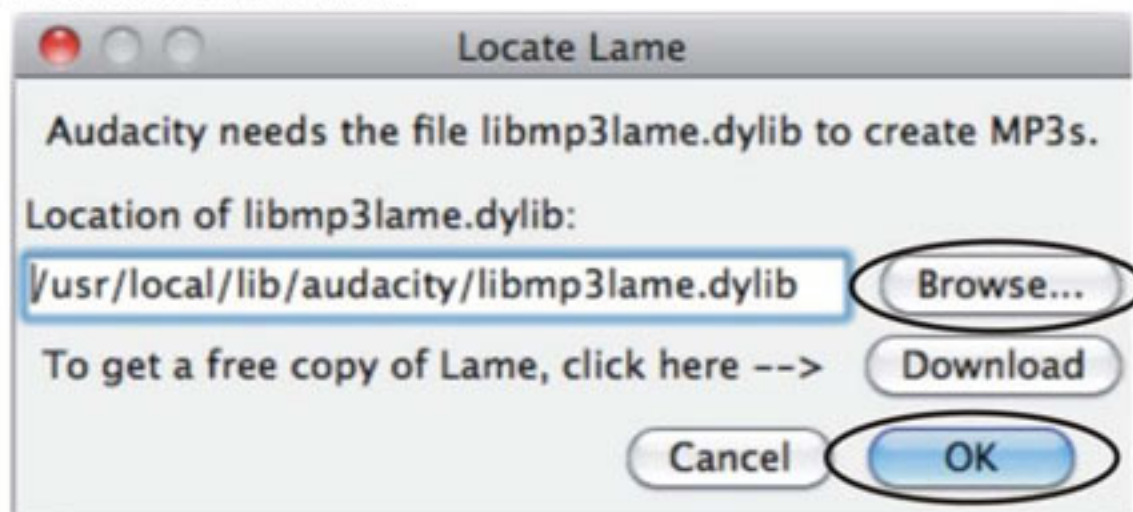 Locate Lame
Audacity needs the file libmp3lame.dylib to create MP3s.
Location of libmp3lame.dylib:
/usr/local/lib/audacity/libmp3lame.dylib Browse...
To get a free copy of Lame, click here --> Download
Cancel OK